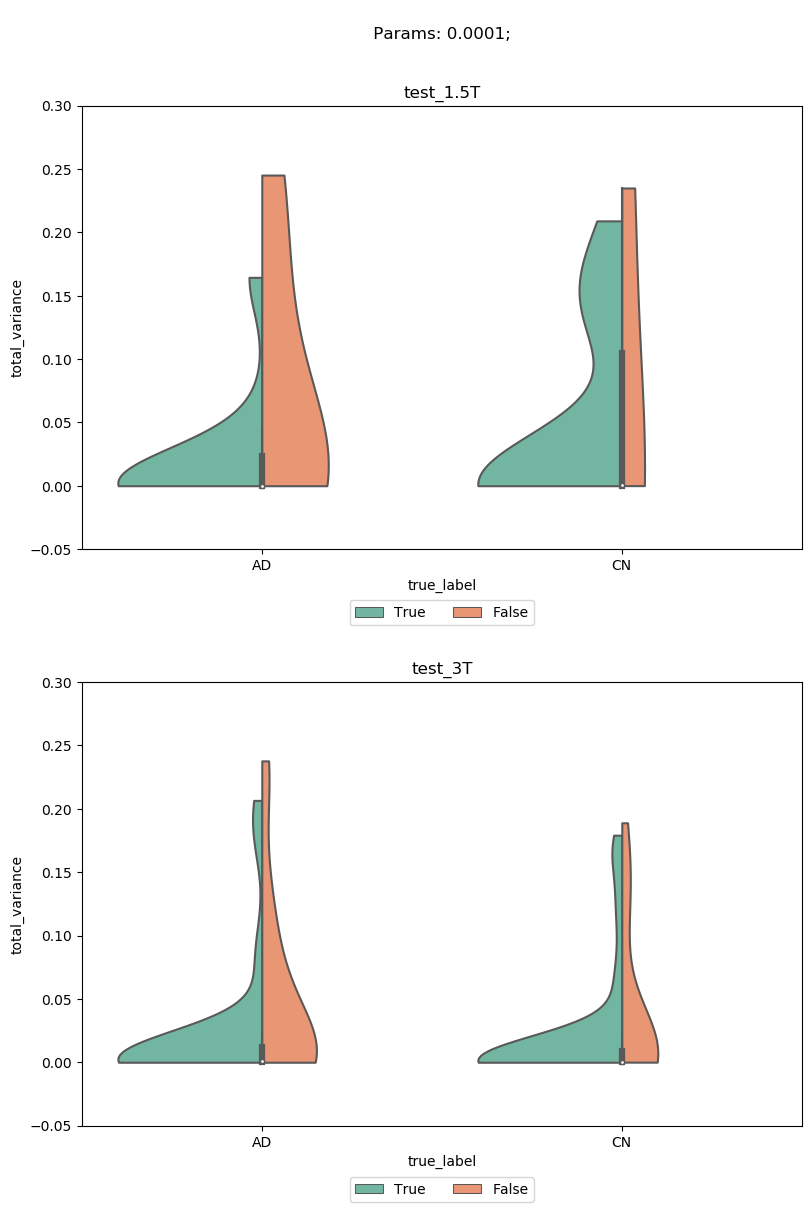 Params: 0.0001;
test_1.5T
0.30
0.25
0.20
0.15
0.10
0.05
0.00
−0.05
total_variance
AD CN
true_label
True False
test_3T
0.30
0.25
0.20
0.15
0.10
0.05
0.00
−0.05
total_variance
AD CN
true_label
True False